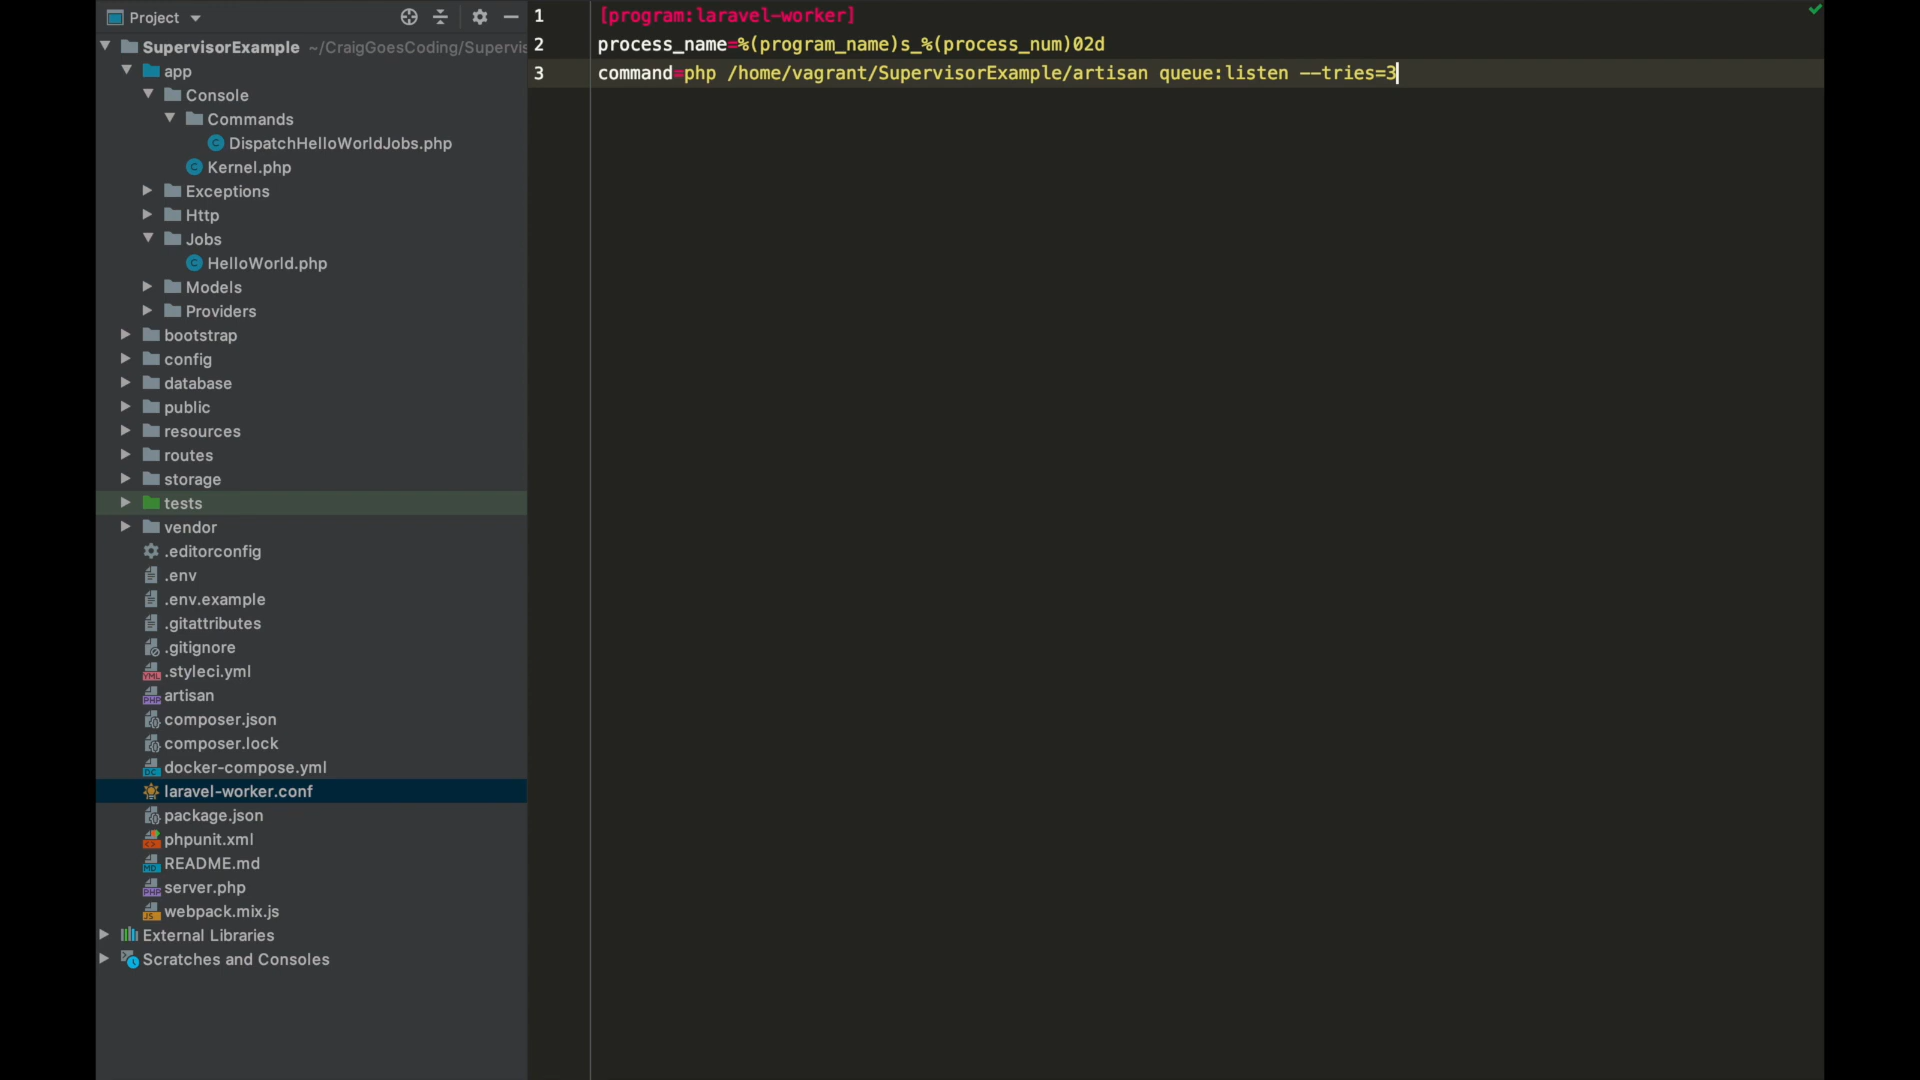 Project
SupervisorExample ~/CraigGoesCoding/Supervis
app
Console
Commands
DispatchHelloWorldJobs.php
Kernel.php
Exceptions
Http
Jobs
HelloWorld.php
Models
Providers
bootstrap
config
database
public
resources
routes
storage
tests
vendor
.editorconfig
.env
.env.example
.gitattributes
.gitignore
.styleci.yml
artisan
composer.json
composer.lock
docker-compose.yml
laravel-worker.conf
package.json
phpunit.xml
README.md
server.php
webpack.mix.js
External Libraries
Scratches and Consoles
1 [program:laravel-worker]
2 process_name=%(program_name)s_%(process_num)02d
3 command=php /home/vagrant/SupervisorExample/artisan queue:listen --tries=3